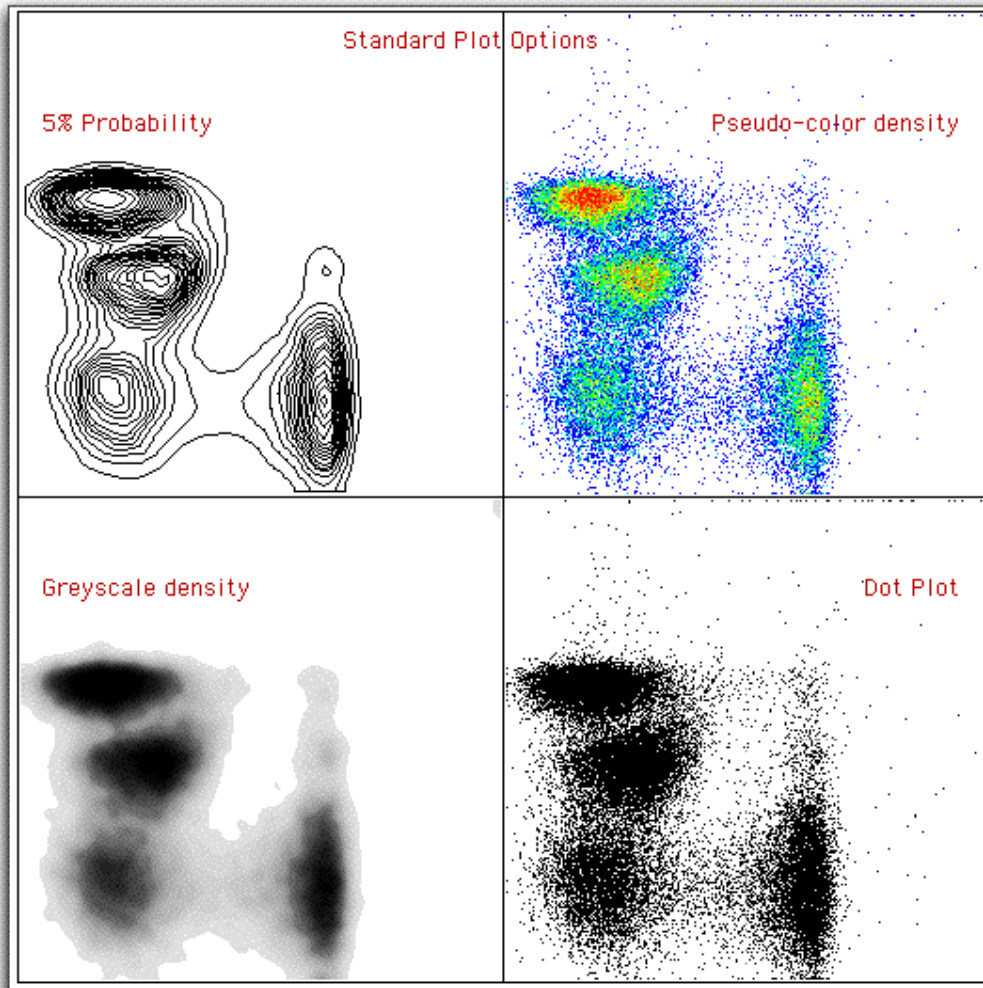 Standard Plot Options
5% Probability
Pseudo-color density
Greyscale density
Dot Plot